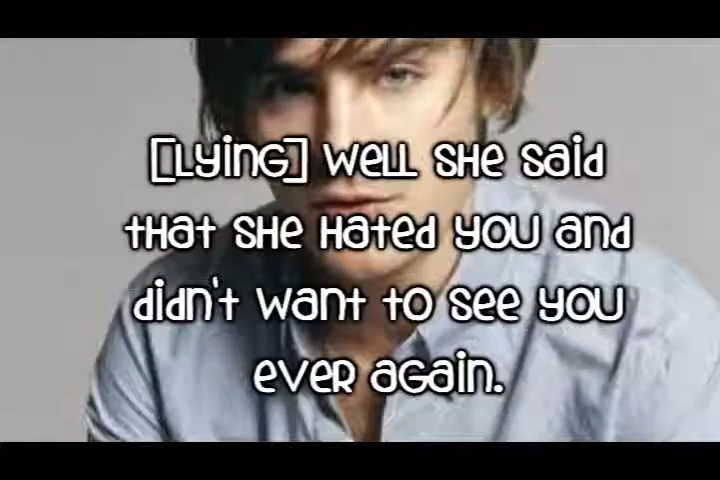 [Lying] Well she said
that she hated you and
didn't want to see you
ever again.